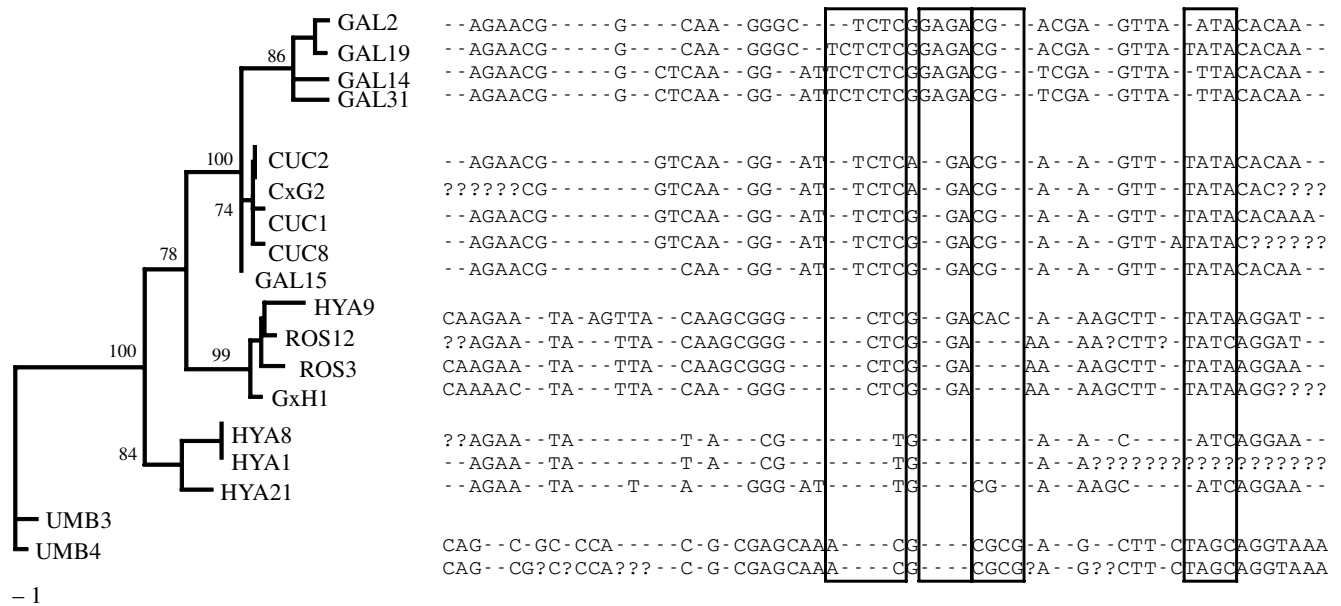 GAL2 --AGAACG-----G----CAA--GGGC----TCTCGGAGACG---ACGA--GTTA--ATACACAA--
GAL19 --AGAACG-----G----CAA--GGGC--TCTCTCGGAGACG---ACGA--GTTA-TATACACAA--
86
GAL14 --AGAACG-----G--CTCAA--GG--ATTCTCTCGGAGACG---TCGA--GTTA--TTACACAA--
GAL31 --AGAACG-----G--CTCAA--GG--ATTCTCTCGGAGACG---TCGA--GTTA--TTACACAA--
100
CUC2 --AGAACG--------GTCAA--GG--AT--TCTCA--GACG---A--A--GTT--TATACACAA--
CxG2 ??????CG--------GTCAA--GG--AT--TCTCA--GACG---A--A--GTT--TATACAC????
74
CUC1 --AGAACG--------GTCAA--GG--AT--TCTCG--GACG---A--A--GTT--TATACACAAA-
CUC8 --AGAACG--------GTCAA--GG--AT--TCTCG--GACG---A--A--GTT-ATATAC??????
78
GAL15 --AGAACG----------CAA--GG--AT--TCTCG--GACG---A--A--GTT--TATACACAA--
HYA9 CAAGAA--TA-AGTTA--CAAGCGGG------CTCG--GACAC--A--AAGCTT--TATAAGGAT--
ROS12 ??AGAA--TA---TTA--CAAGCGGG------CTCG--GA----AA--AA?CTT?-TATCAGGAT--
100
99
ROS3 CAAGAA--TA---TTA--CAAGCGGG------CTCG--GA----AA--AAGCTT--TATAAGGAA--
GxH1 CAAAAC--TA---TTA--CAA--GGG------CTCG--GA----AA--AAGCTT--TATAAGG????
HYA8 ??AGAA--TA--------T-A---CG--------TG---------A--A--C-----ATCAGGAA--
84
HYA1 --AGAA--TA--------T-A---CG--------TG---------A--A??????????????????
HYA21 --AGAA--TA----T---A----GGG-AT-----TG----CG---A--AAGC-----ATCAGGAA--
UMB3 CAG--C-GC-CCA-----C-G-CGAGCAAA----CG----CGCG-A--G--CTT-CTAGCAGGTAAA
UMB4 CAG--CG?C?CCA???--C-G-CGAGCAAA----CG----CGCG?A--G??CTT-CTAGCAGGTAAA
– 1